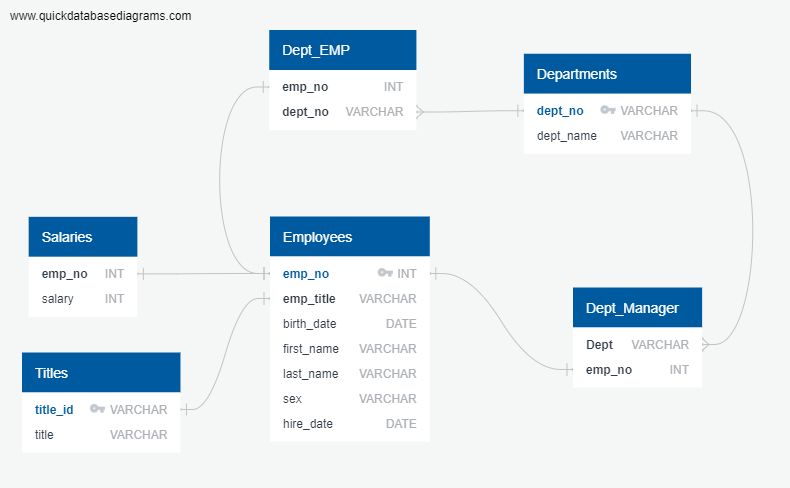 www.quickdatabasediagrams.com
Dept_EMP
emp_no INT
dept_no VARCHAR
Departments
dept_no VARCHAR
dept_name VARCHAR
Salaries
emp_no INT
salary INT
Employees
emp_no INT
emp_title VARCHAR
birth_date DATE
first_name VARCHAR
last_name VARCHAR
sex VARCHAR
hire_date DATE
Dept_Manager
Dept VARCHAR
emp_no INT
Titles
title_id VARCHAR
title VARCHAR